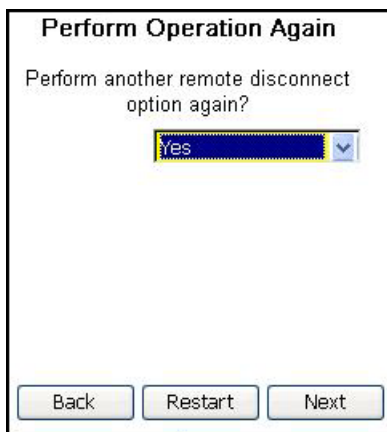 Perform Operation Again
Perform another remote disconnect
option again?
Yes
Back Restart Next